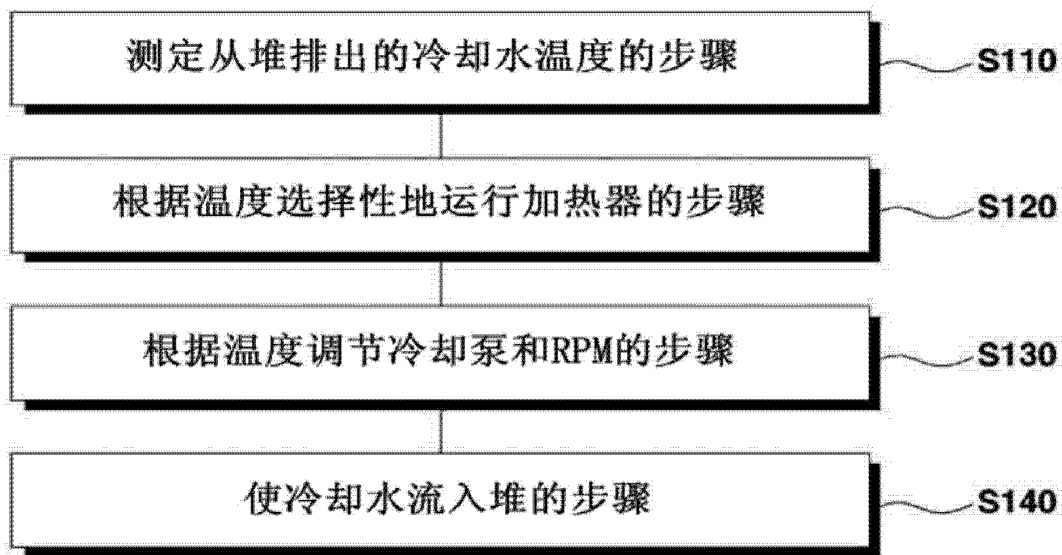 测定从堆排出的冷却水温度的步骤 S110
根据温度选择性地运行加热器的步骤 S120
根据温度调节冷却泵和RPM的步骤 S130
使冷却水流入堆的步骤 S140